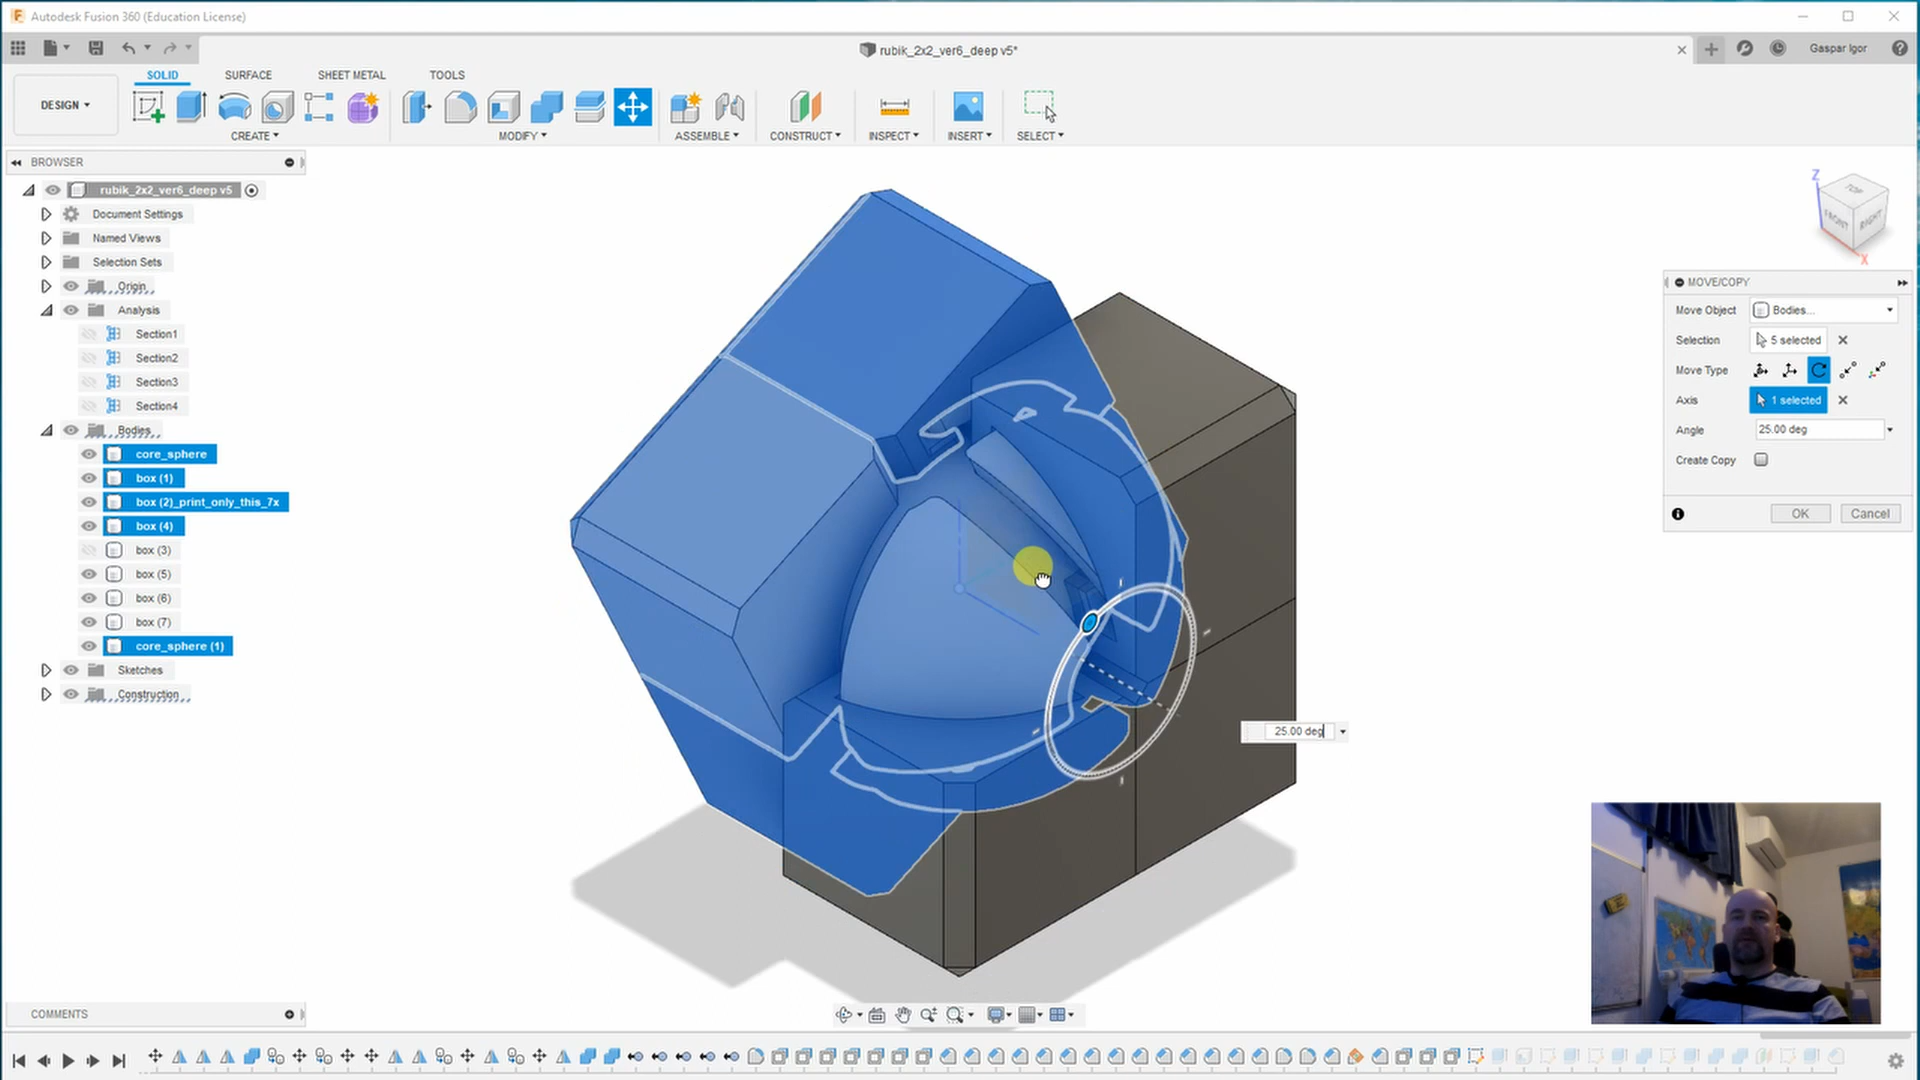 Autodesk Fusion 360 (Education License)
rubik_2x2_ver6_deep v5*
Gaspar Igor
DESIGN
SOLID
SURFACE
SHEET METAL
TOOLS
CREATE
MODIFY
ASSEMBLE
CONSTRUCT
INSPECT
INSERT
SELECT
BROWSER
rubik_2x2_ver6_deep v5
Document Settings
Named Views
Selection Sets
Origin
Analysis
Section1
Section2
Section3
Section4
Bodies
core_sphere
box (1)
box (2)_print_only_this_7x
box (4)
box (3)
box (5)
box (6)
box (7)
core_sphere (1)
Sketches
Construction
Z
TOP
FRONT
RIGHT
X
MOVE/COPY
Move Object
Bodies...
Selection
5 selected
Move Type
Axis
1 selected
Angle
25.00 deg
Create Copy
OK
Cancel
25.00 deg
COMMENTS